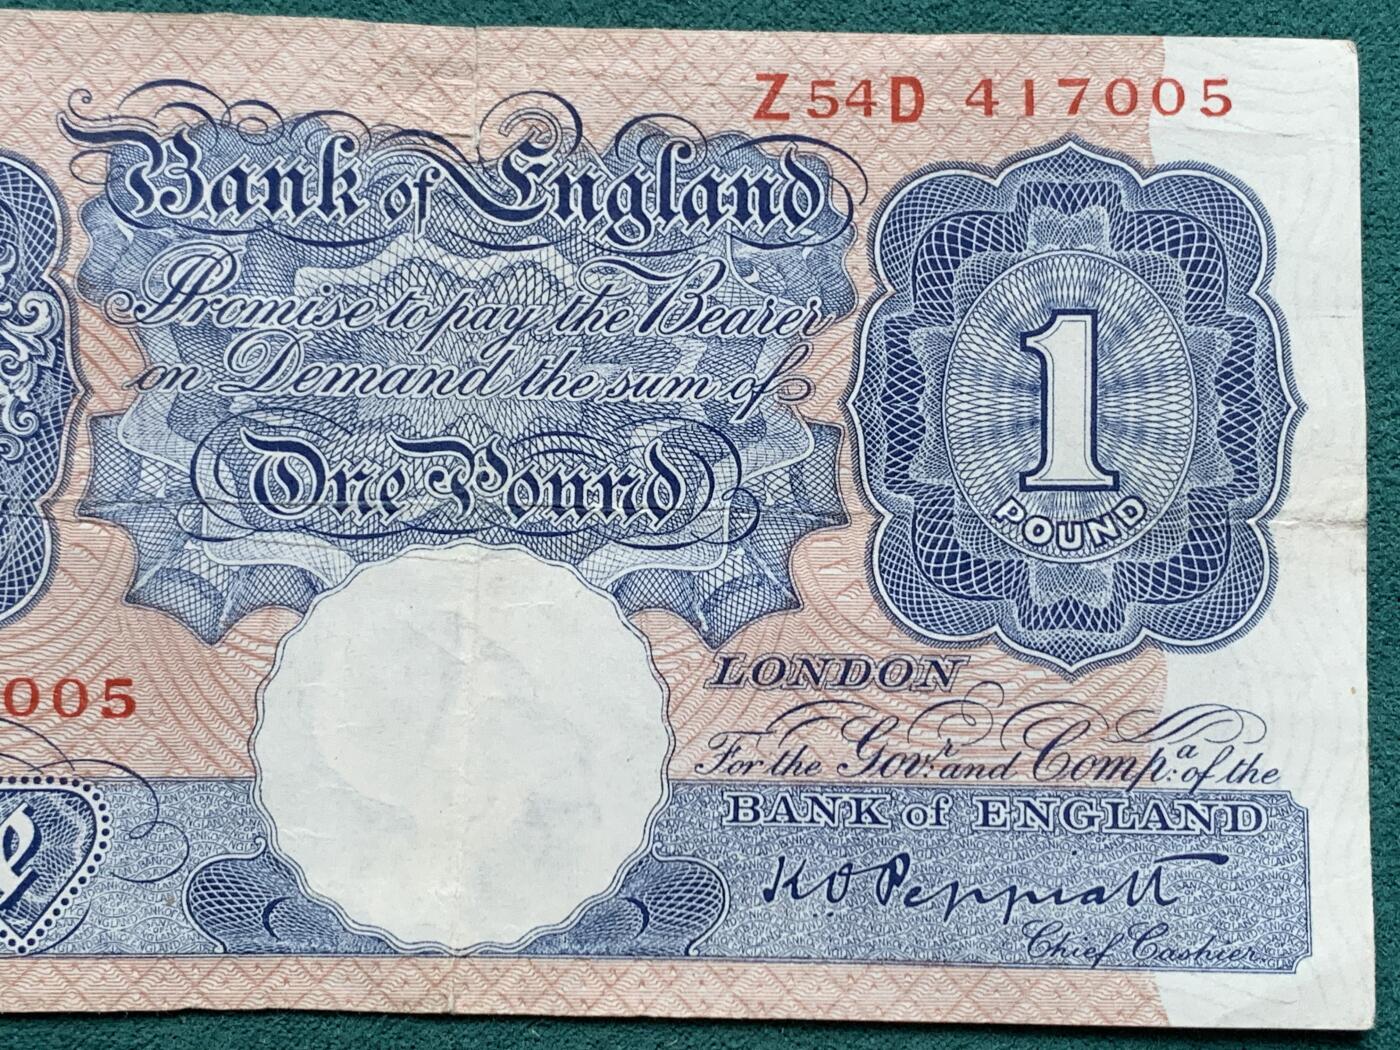 Z54D 417005
Bank of England
Promise to pay the Bearer
on Demand the sum of
One Pound
1
POUND
005
LONDON
For the Govr. and Compa. of the
BANK of ENGLAND
K O Peppiatt
Chief Cashier.